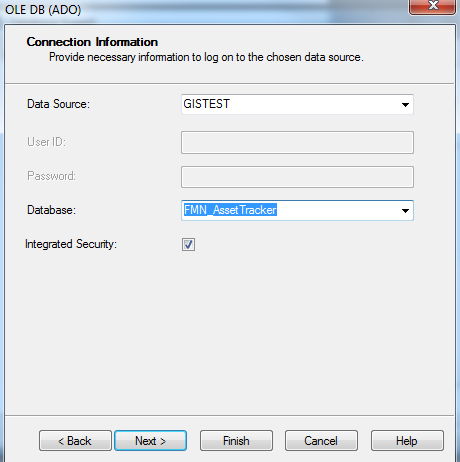 OLE DB (ADO)
Connection Information
Provide necessary information to log on to the chosen data source.
Data Source: GISTEST
User ID:
Password:
Database: FMN_AssetTracker
Integrated Security:
< Back Next > Finish Cancel Help